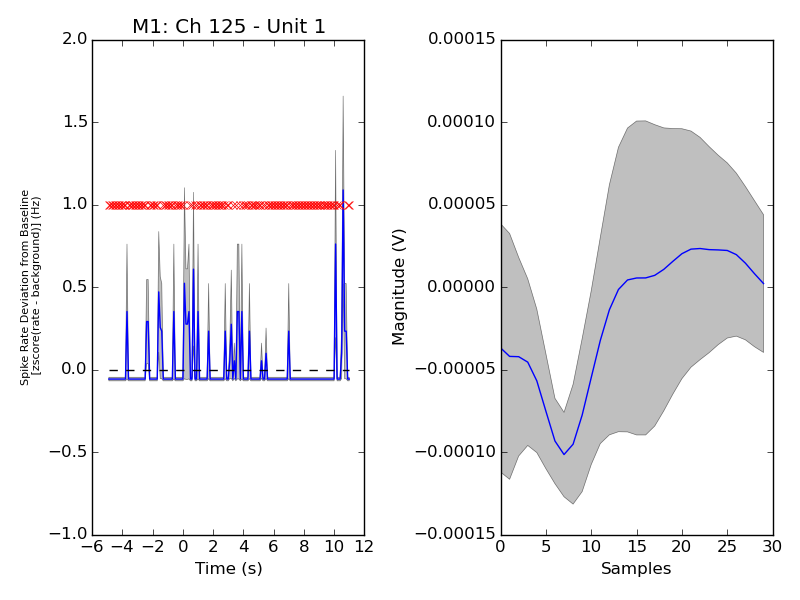 M1: Ch 125 - Unit 1
2.0
1.5
1.0
0.5
0.0
−0.5
−1.0
−6 −4 −2 0 2 4 6 8 10 12
Time (s)
Spike Rate Deviation from Baseline
[zscore(rate - background)] (Hz)
0.00015
0.00010
0.00005
0.00000
−0.00005
−0.00010
−0.00015
0 5 10 15 20 25 30
Samples
Magnitude (V)